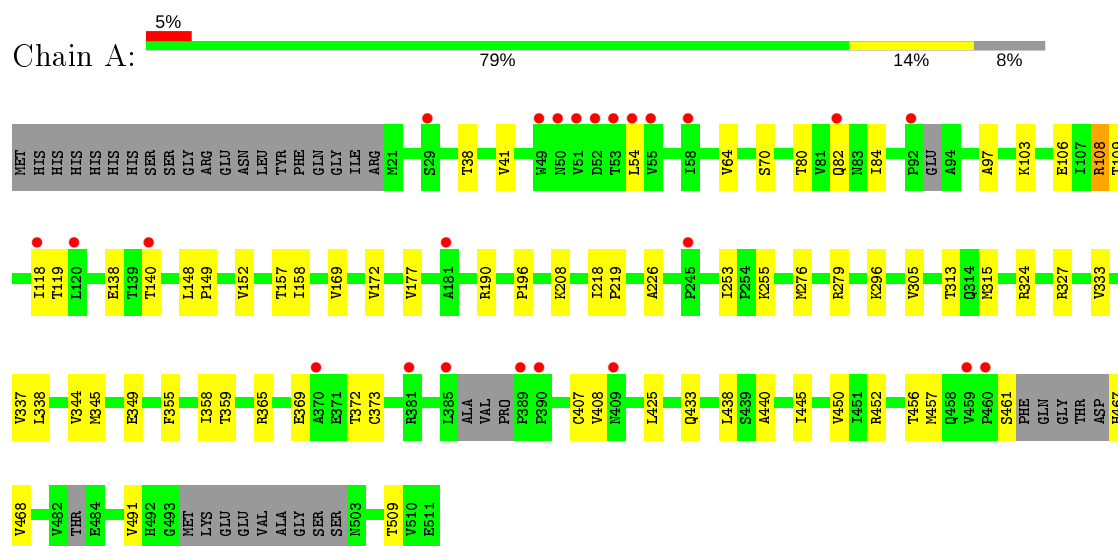 5%
Chain A:
79% 14% 8%
MET HIS HIS HIS HIS HIS HIS SER SER GLY ARG GLU ASN LEU TYR PHE GLN GLY ILE ARG M21 S29 T38 V41 W49 N50 V51 D52 T53 L54 V55 I58 V64 S70 T80 V81 Q82 N83 I84 P92 GLU A94 A97 K103 E106 I107 R108 T109
I118 T119 L120 E138 T139 T140 L148 P149 V152 T157 I158 V169 V172 V177 A181 R190 P196 K208 I218 P219 A226 P245 I253 P254 K255 M276 R279 K296 V305 T313 Q314 M315 R324 R327 V333
V337 L338 V344 M345 E349 F355 I358 T359 R365 E369 A370 E371 T372 C373 R381 L385 ALA VAL PRO P389 P390 C407 V408 N409 L425 Q433 L438 S439 A440 I445 V450 I451 R452 T456 M457 Q458 V459 P460 S461 PHE GLN GLY THR ASP H467
V468 V482 THR E484 V491 H492 G493 MET LYS GLU GLU VAL ALA GLY SER SER N503 T509 V510 E511